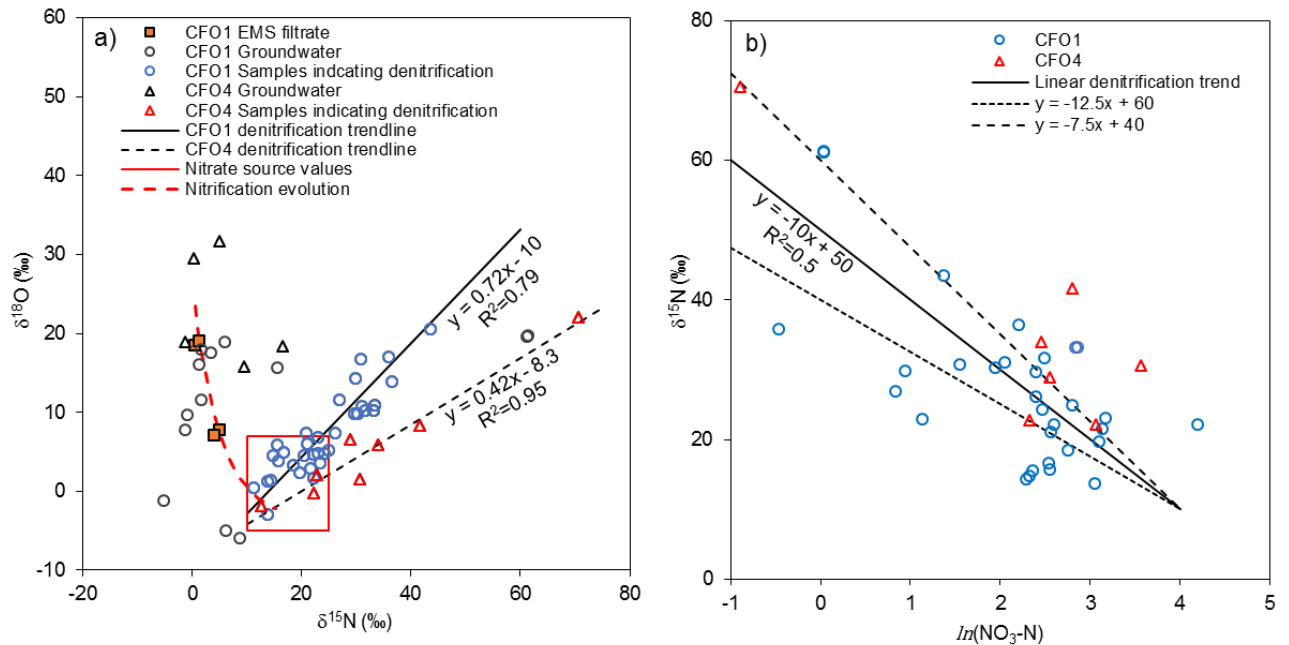 a)
CFO1 EMS filtrate
CFO1 Groundwater
CFO1 Samples indcating denitrification
CFO4 Groundwater
CFO4 Samples indicating denitrification
CFO1 denitrification trendline
CFO4 denitrification trendline
Nitrate source values
Nitrification evolution
y = 0.72x - 10
R²=0.79
y = 0.42x - 8.3
R²=0.95
60
50
40
30
20
10
0
-10
δ¹⁸O (‰)
-20
0
20
40
60
80
δ¹⁵N (‰)
b)
CFO1
CFO4
Linear denitrification trend
y = -12.5x + 60
y = -7.5x + 40
y = -10x + 50
R²=0.5
80
60
40
20
0
δ¹⁵N (‰)
-1
0
1
2
3
4
5
ln(NO₃-N)